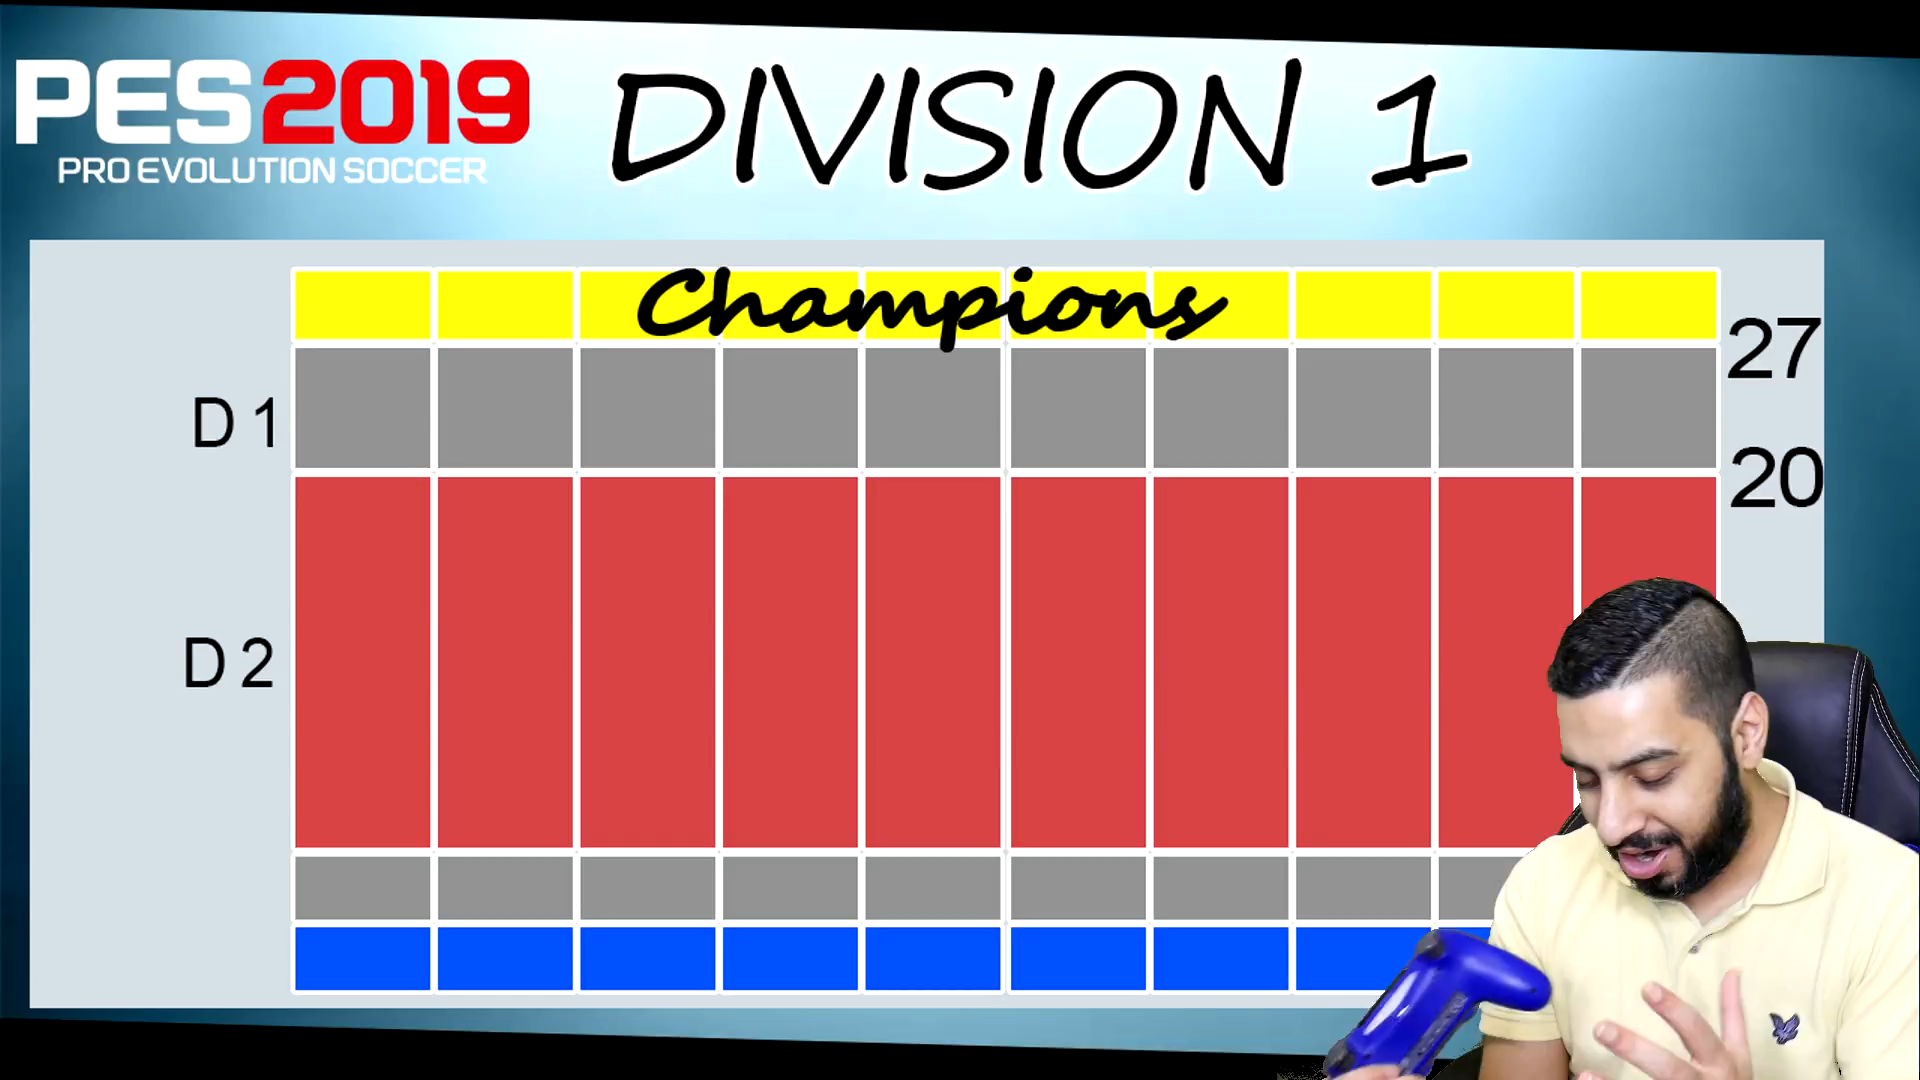 PES2019
PRO EVOLUTION SOCCER
DIVISION 1
Champions
27
D 1
20
D 2